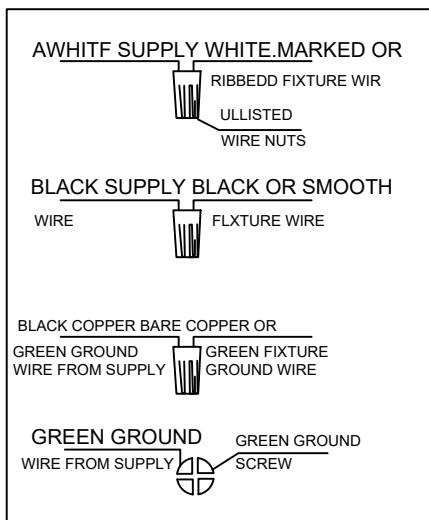 AWHITF SUPPLY WHITE.MARKED OR
RIBBEDD FIXTURE WIR
ULLISTED
WIRE NUTS
BLACK SUPPLY BLACK OR SMOOTH
WIRE FLXTURE WIRE
BLACK COPPER BARE COPPER OR
GREEN GROUND GREEN FIXTURE
WIRE FROM SUPPLY GROUND WIRE
GREEN GROUND GREEN GROUND
WIRE FROM SUPPLY SCREW